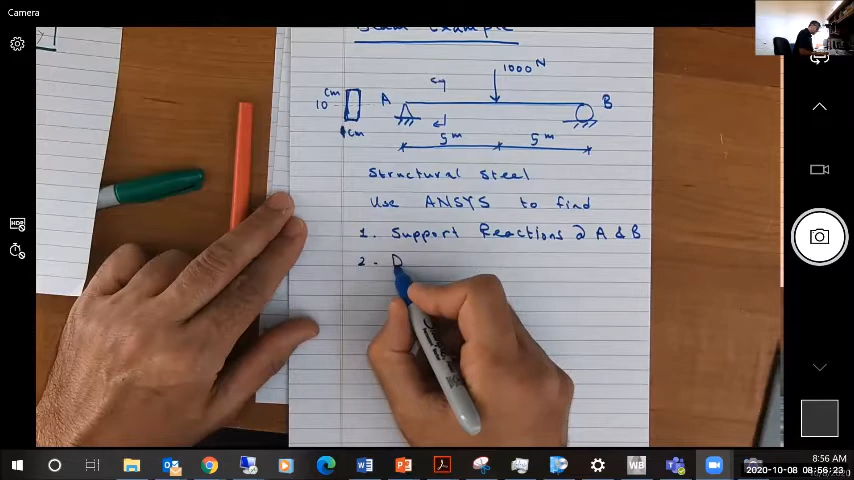 Camera
Beam Example
1000 N
cm
10
A
B
cm
5 m
5 m
Structural Steel
Use ANSYS to find
1. Support Reactions @ A & B
2. D
WB
8:56 AM
2020-10-08 08:56:23